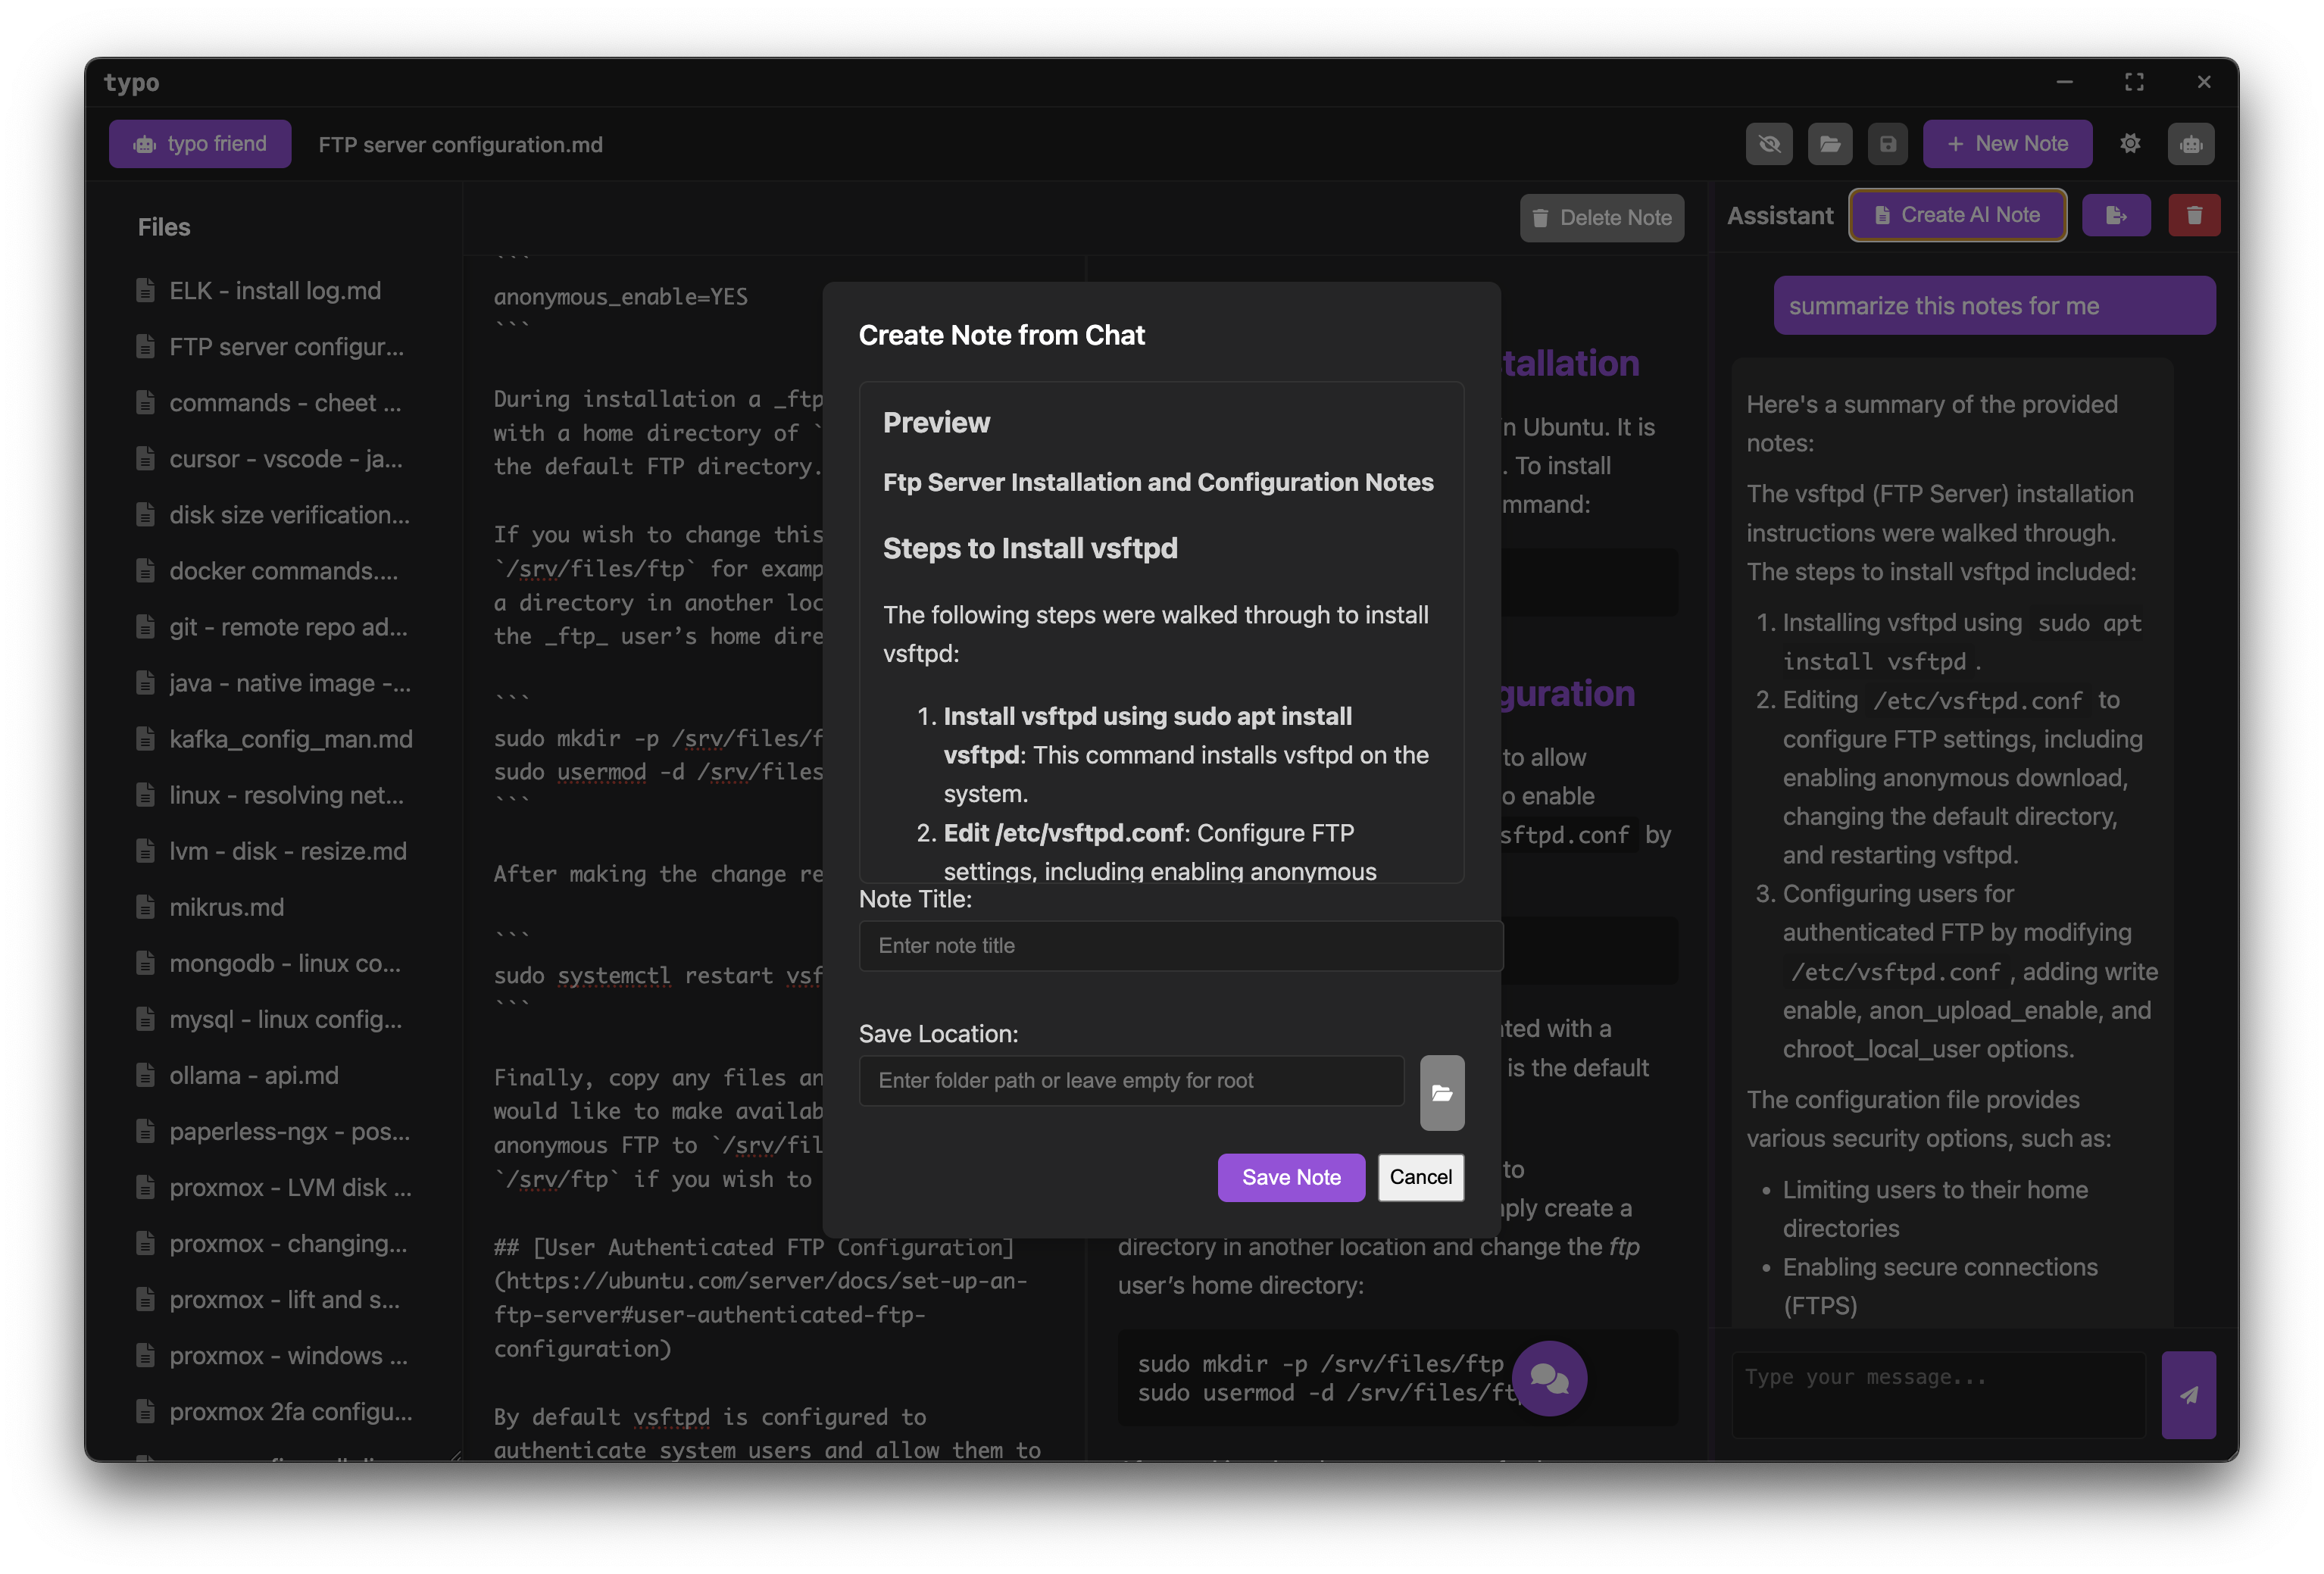 typo
typo friend
FTP server configuration.md
New Note
Files
ELK - install log.md
FTP server configur...
commands - cheet ...
cursor - vscode - ja...
disk size verification...
docker commands....
git - remote repo ad...
java - native image -...
kafka_config_man.md
linux - resolving net...
lvm - disk - resize.md
mikrus.md
mongodb - linux co...
mysql - linux config...
ollama - api.md
paperless-ngx - pos...
proxmox - LVM disk ...
proxmox - changing...
proxmox - lift and s...
proxmox - windows ...
proxmox 2fa configu...
Delete Note
```
anonymous_enable=YES
```
During installation a _ftp
with a home directory of `
the default FTP directory.
If you wish to change this
`/srv/files/ftp` for examp
a directory in another loc
the _ftp_ user’s home dire
```
sudo mkdir -p /srv/files/f
sudo usermod -d /srv/files
```
After making the change re
```
sudo systemctl restart vsf
```
Finally, copy any files an
would like to make availab
anonymous FTP to `/srv/fil
`/srv/ftp` if you wish to
## [User Authenticated FTP Configuration]
(https://ubuntu.com/server/docs/set-up-an-
ftp-server#user-authenticated-ftp-
configuration)
By default vsftpd is configured to
authenticate system users and allow them to
Create Note from Chat
Preview
Ftp Server Installation and Configuration Notes
Steps to Install vsftpd
The following steps were walked through to install
vsftpd:
1. Install vsftpd using sudo apt install
vsftpd: This command installs vsftpd on the
system.
2. Edit /etc/vsftpd.conf: Configure FTP
settings, including enabling anonymous
Note Title:
Enter note title
Save Location:
Enter folder path or leave empty for root
Save Note
Cancel
tallation
n Ubuntu. It is
. To install
mmand:
guration
to allow
o enable
sftpd.conf by
ted with a
is the default
to
ply create a
directory in another location and change the ftp
user’s home directory:
sudo mkdir -p /srv/files/ftp
sudo usermod -d /srv/files/ft
Assistant
Create AI Note
summarize this notes for me
Here's a summary of the provided
notes:
The vsftpd (FTP Server) installation
instructions were walked through.
The steps to install vsftpd included:
1. Installing vsftpd using sudo apt
install vsftpd .
2. Editing /etc/vsftpd.conf to
configure FTP settings, including
enabling anonymous download,
changing the default directory,
and restarting vsftpd.
3. Configuring users for
authenticated FTP by modifying
/etc/vsftpd.conf , adding write
enable, anon_upload_enable, and
chroot_local_user options.
The configuration file provides
various security options, such as:
• Limiting users to their home
directories
• Enabling secure connections
(FTPS)
Type your message...